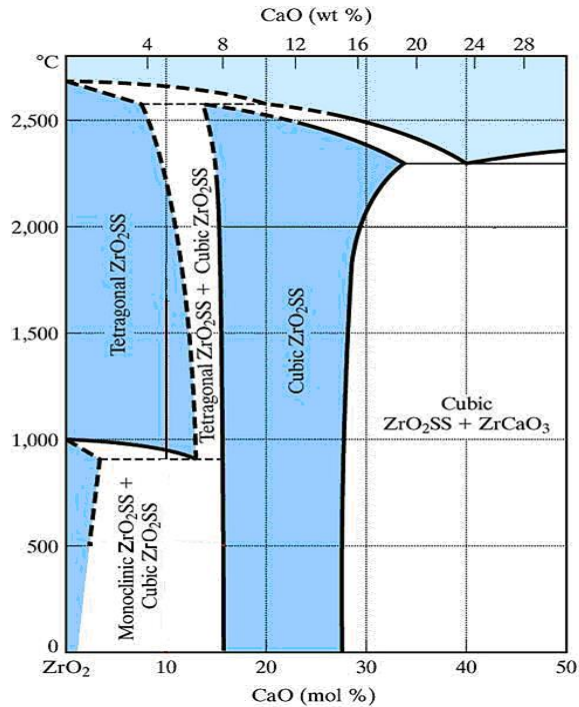 CaO (wt %)
4 8 12 16 20 24 28
°C
2,500
2,000
1,500
1,000
500
0
Tetragonal ZrO₂SS
Tetragonal ZrO₂SS + Cubic ZrO₂SS
Cubic ZrO₂SS
Cubic
ZrO₂SS + ZrCaO₃
Monoclinic ZrO₂SS +
Cubic ZrO₂SS
ZrO₂ 10 20 30 40 50
CaO (mol %)